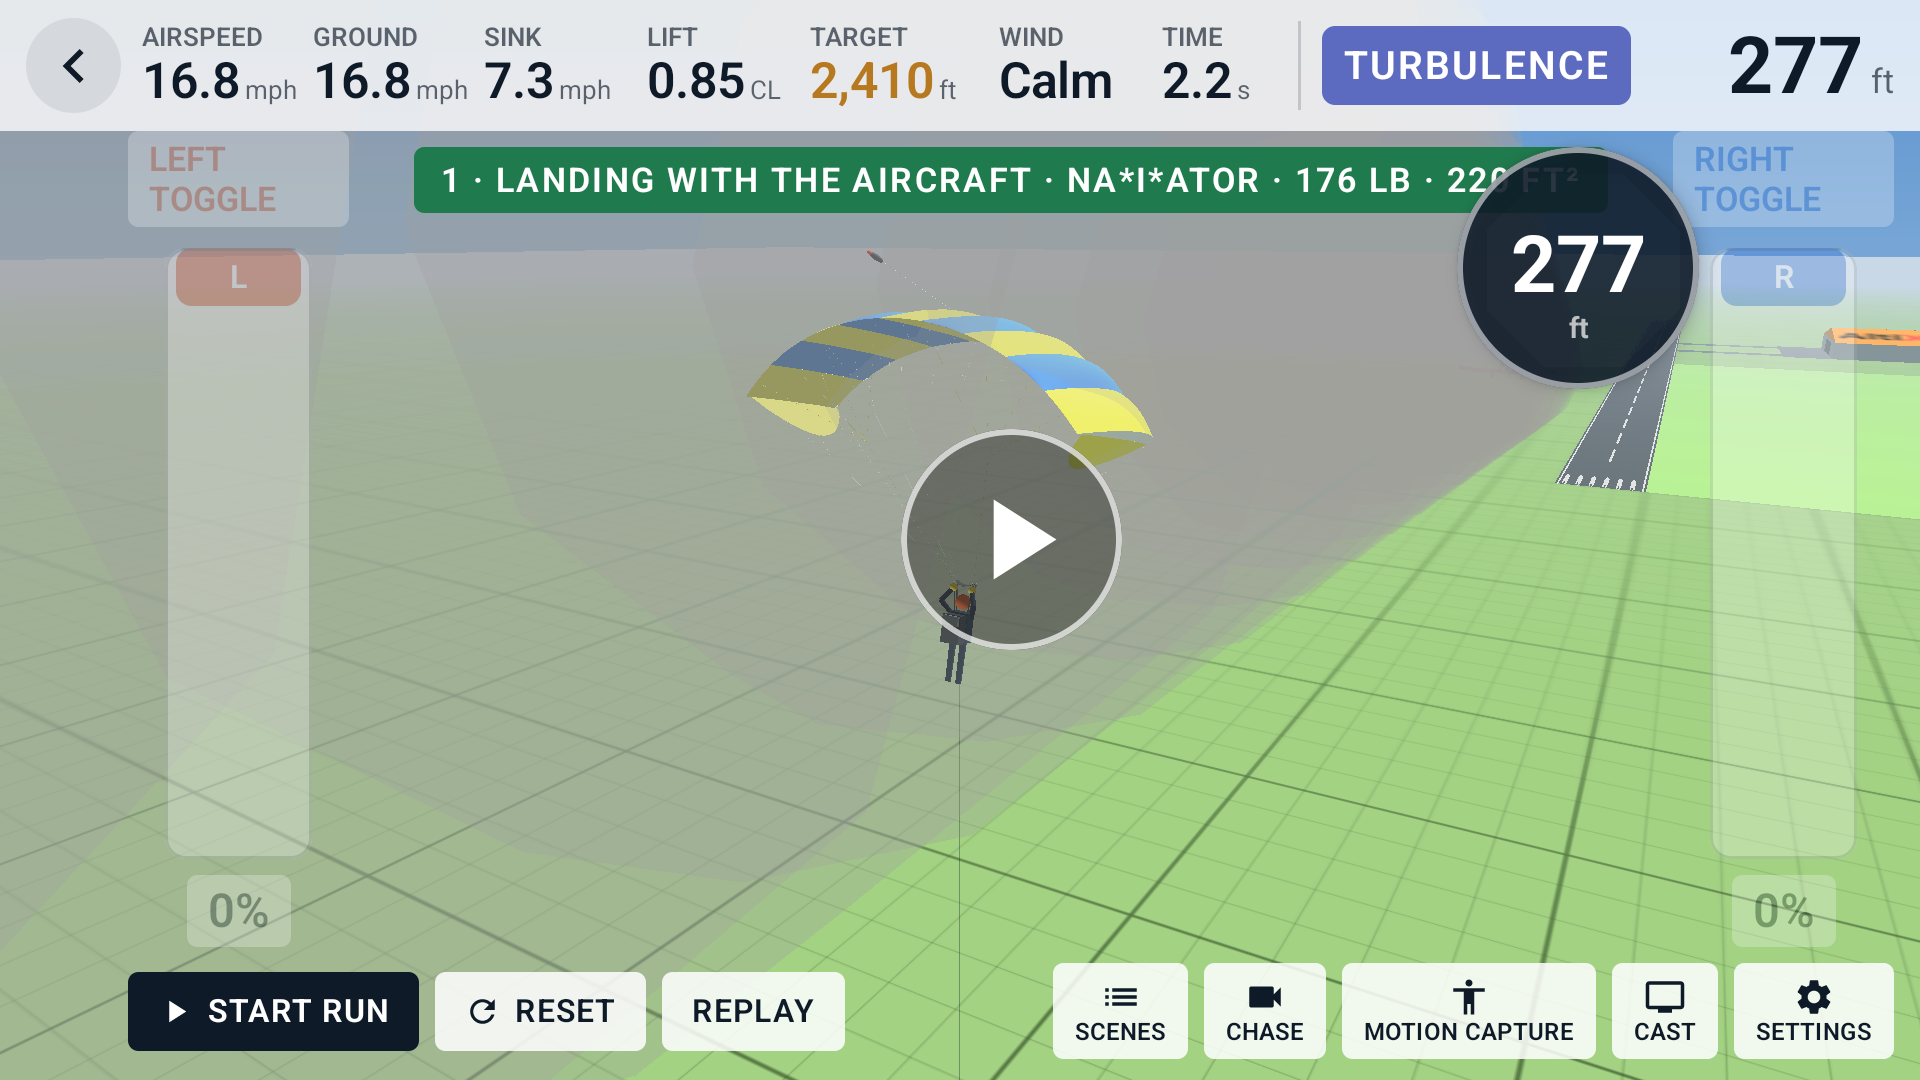 AIRSPEED GROUND SINK LIFT TARGET WIND TIME
16.8 mph 16.8 mph 7.3 mph 0.85 CL 2,410 ft Calm 2.2 s TURBULENCE 277 ft
LEFT TOGGLE
1 · LANDING WITH THE AIRCRAFT · NA*I*ATOR · 176 LB · 220 FT²
RIGHT TOGGLE
277
ft
L
R
0%
0%
START RUN RESET REPLAY
SCENES CHASE MOTION CAPTURE CAST SETTINGS